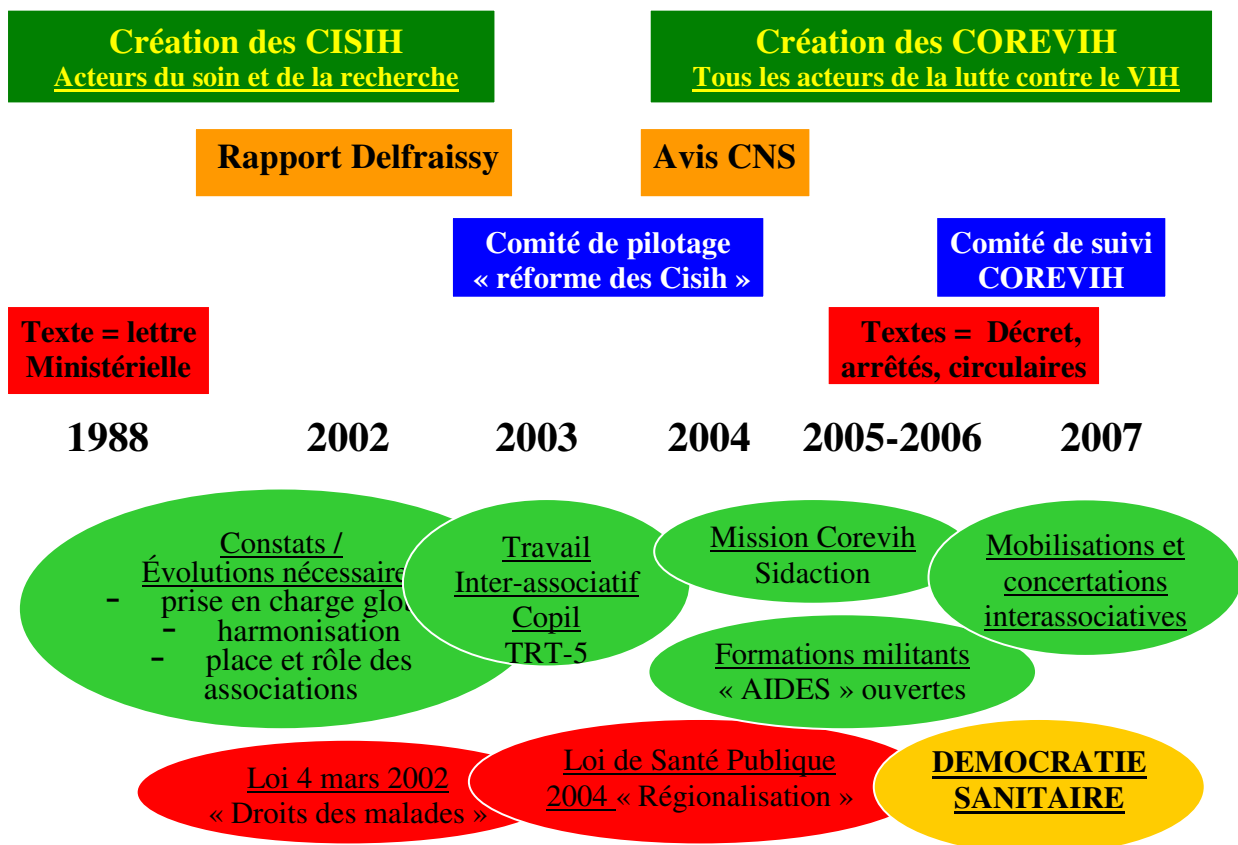 Création des CISIH
Acteurs du soin et de la recherche
Création des COREVIH
Tous les acteurs de la lutte contre le VIH
Rapport Delfraissy
Avis CNS
Comité de pilotage
« réforme des Cisih »
Comité de suivi
COREVIH
Texte = lettre
Ministérielle
Textes = Décret,
arrêtés, circulaires
1988
2002
2003
2004
2005-2006
2007
Constats /
Évolutions nécessaire
- prise en charge glo
- harmonisation
- place et rôle des
associations
Travail
Inter-associatif
Copil
TRT-5
Mission Corevih
Sidaction
Formations militants
« AIDES » ouvertes
Mobilisations et
concertations
interassociatives
Loi 4 mars 2002
« Droits des malades »
Loi de Santé Publique
2004 « Régionalisation »
DEMOCRATIE
SANITAIRE